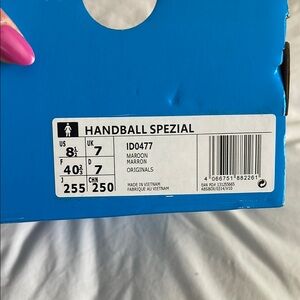 HANDBALL SPEZIAL
US 8½ UK 7
F 40⅔ D 7
J 255 CHN 250
ID0477
MAROON
MARRON
ORIGINALS
MADE IN VIETNAM
FABRIQUE AU VIETNAM
4 066751 882261